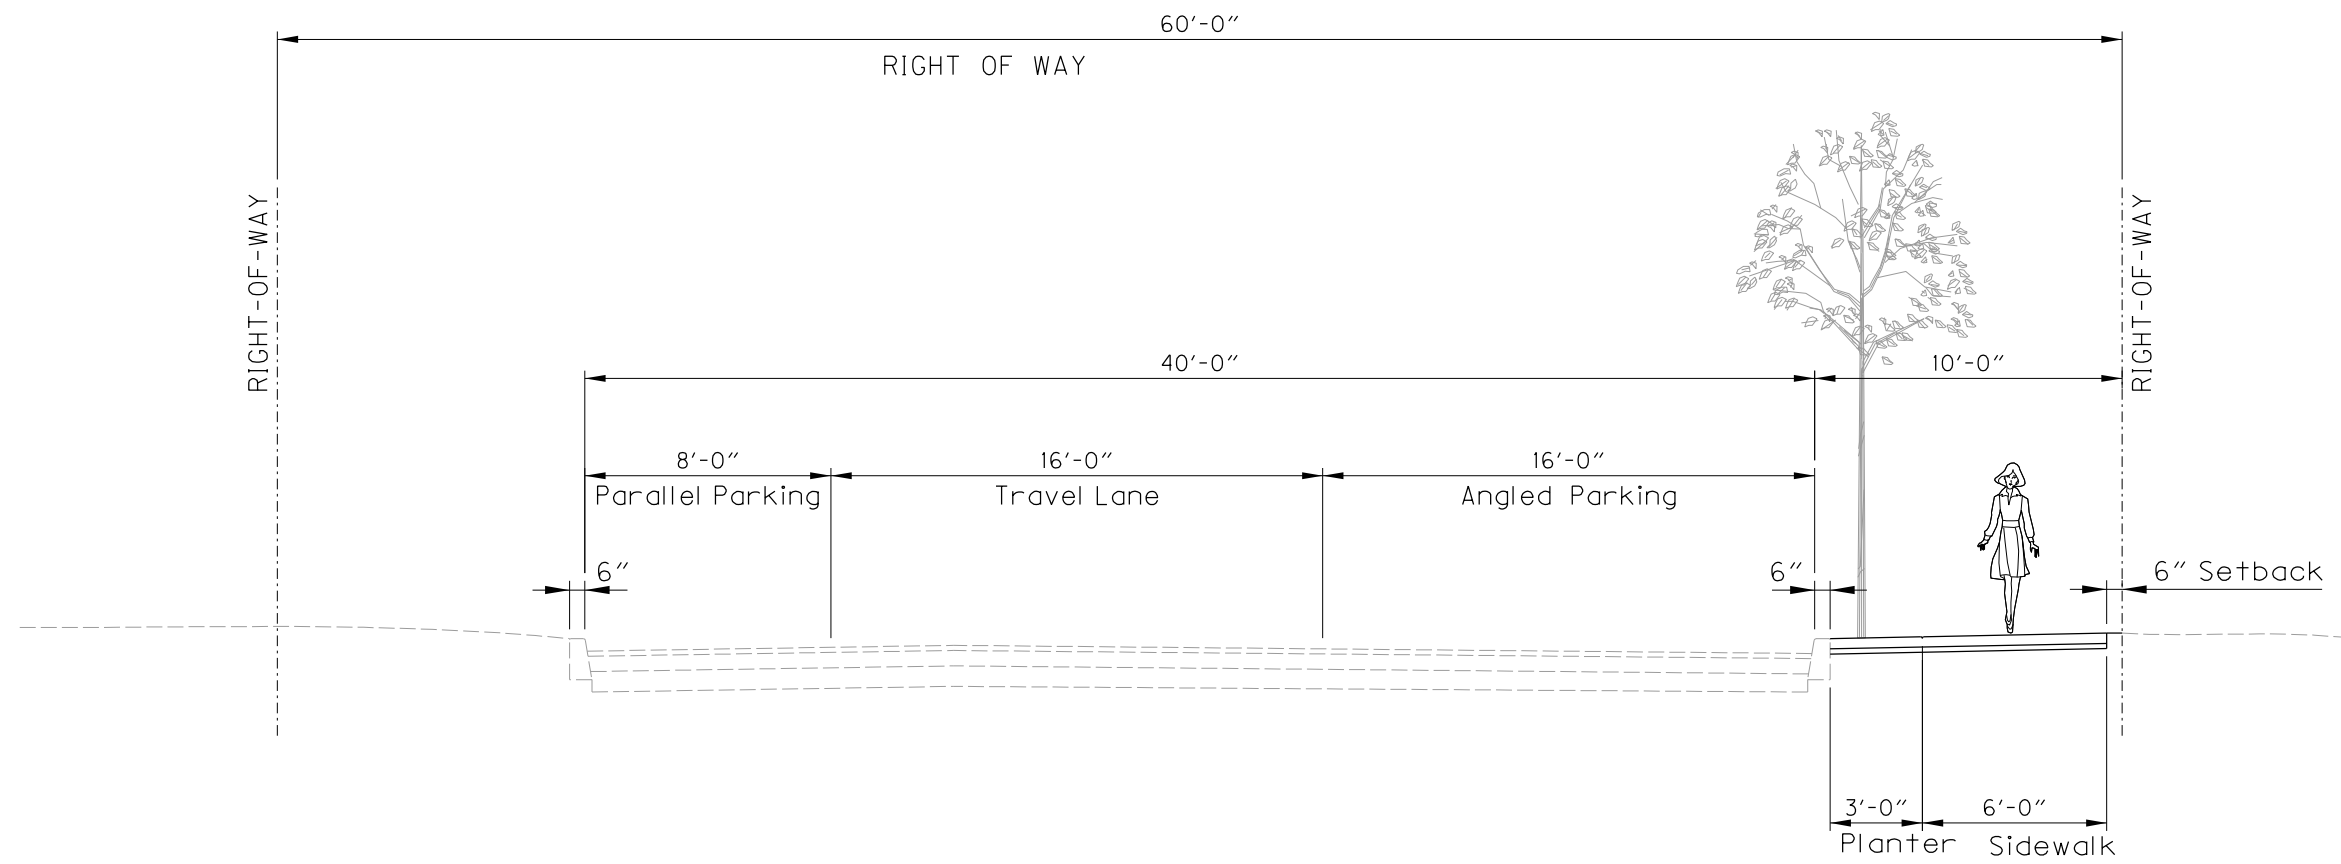 60'-0"
RIGHT OF WAY
RIGHT-OF-WAY
RIGHT-OF-WAY
40'-0"
10'-0"
8'-0"
16'-0"
16'-0"
Parallel Parking
Travel Lane
Angled Parking
6"
6"
6" Setback
3'-0"
6'-0"
Planter
Sidewalk